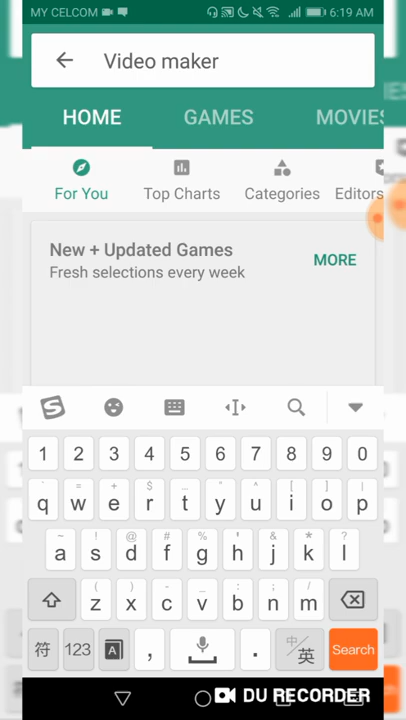 MY CELCOM 6:19 AM
Video maker
HOME GAMES MOVIES
For You Top Charts Categories Editors
New + Updated Games
MORE
Fresh selections every week
1 2 3 4 5 6 7 8 9 0
q w e r t y u i o p
a s d f g h j k l
z x c v b n m
符 123 A , . 中/英 Search
DU RECORDER